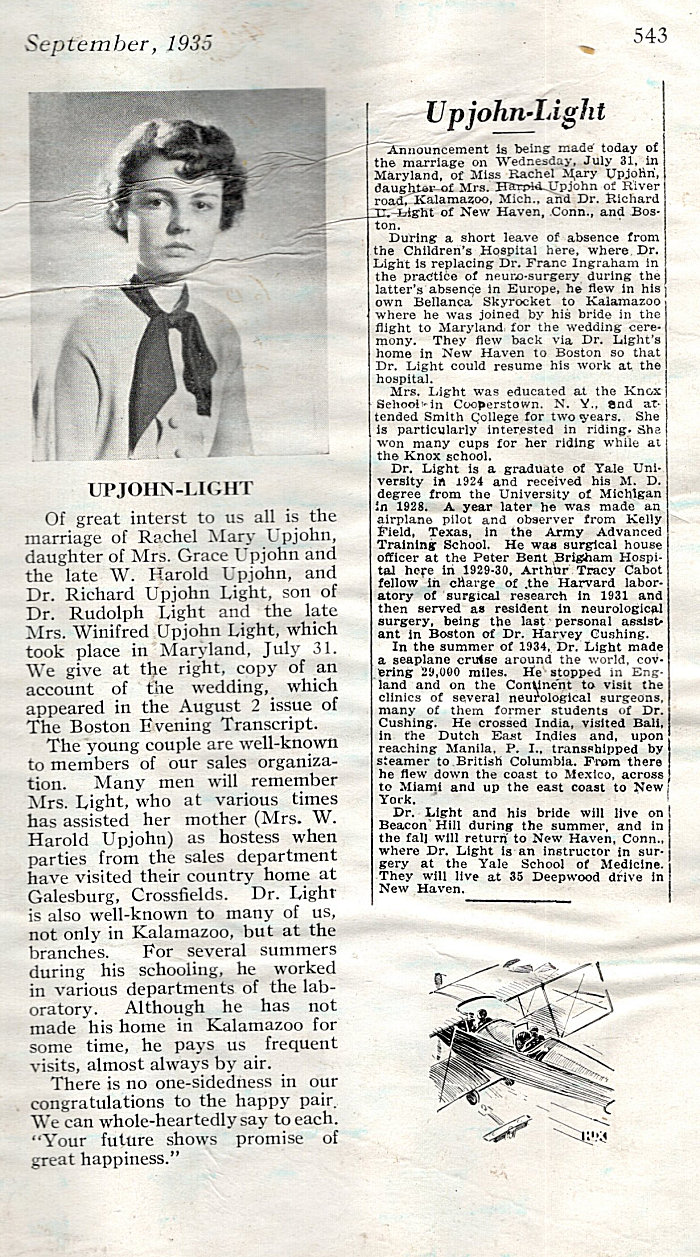 September, 1935
543
UPJOHN-LIGHT
Of great interst to us all is the
marriage of Rachel Mary Upjohn,
daughter of Mrs. Grace Upjohn and
the late W. Harold Upjohn, and
Dr. Richard Upjohn Light, son of
Dr. Rudolph Light and the late
Mrs. Winifred Upjohn Light, which
took place in Maryland, July 31.
We give at the right, copy of an
account of the wedding, which
appeared in the August 2 issue of
The Boston Evening Transcript.
The young couple are well-known
to members of our sales organiza-
tion. Many men will remember
Mrs. Light, who at various times
has assisted her mother (Mrs. W.
Harold Upjohn) as hostess when
parties from the sales department
have visited their country home at
Galesburg, Crossfields. Dr. Light
is also well-known to many of us,
not only in Kalamazoo, but at the
branches. For several summers
during his schooling, he worked
in various departments of the lab-
oratory. Although he has not
made his home in Kalamazoo for
some time, he pays us frequent
visits, almost always by air.
There is no one-sidedness in our
congratulations to the happy pair.
We can whole-heartedly say to each.
“Your future shows promise of
great happiness.”
Upjohn-Light
Announcement is being made today of
the marriage on Wednesday, July 31, in
Maryland, of Miss Rachel Mary Upjohn,
daughter of Mrs. Harold Upjohn of River
road, Kalamazoo, Mich., and Dr. Richard
U. Light of New Haven, Conn., and Bos-
ton.
During a short leave of absence from
the Children's Hospital here, where Dr.
Light is replacing Dr. Franc Ingraham in
the practice of neuro-surgery during the
latter's absence in Europe, he flew in his
own Bellanca Skyrocket to Kalamazoo
where he was joined by his bride in the
flight to Maryland for the wedding cere-
mony. They flew back via Dr. Light's
home in New Haven to Boston so that
Dr. Light could resume his work at the
hospital.
Mrs. Light was educated at the Knox
School in Cooperstown, N. Y., and at-
tended Smith College for two years. She
is particularly interested in riding. She
won many cups for her riding while at
the Knox school.
Dr. Light is a graduate of Yale Uni-
versity in 1924 and received his M. D.
degree from the University of Michigan
in 1928. A year later he was made an
airplane pilot and observer from Kelly
Field, Texas, in the Army Advanced
Training School. He was surgical house
officer at the Peter Bent Brigham Hospi-
tal here in 1929-30, Arthur Tracy Cabot
fellow in charge of the Harvard labor-
atory of surgical research in 1931 and
then served as resident in neurological
surgery, being the last personal assist-
ant in Boston of Dr. Harvey Cushing.
In the summer of 1934, Dr. Light made
a seaplane cruise around the world, cov-
ering 29,000 miles. He stopped in Eng-
land and on the Continent to visit the
clinics of several neurological surgeons,
many of them former students of Dr.
Cushing. He crossed India, visited Bali,
in the Dutch East Indies and, upon
reaching Manila, P. I., transshipped by
steamer to British Columbia. From there
he flew down the coast to Mexico, across
to Miami and up the east coast to New
York.
Dr. Light and his bride will live on
Beacon Hill during the summer, and in
the fall will return to New Haven, Conn.,
where Dr. Light is an instructor in sur-
gery at the Yale School of Medicine.
They will live at 35 Deepwood drive in
New Haven.